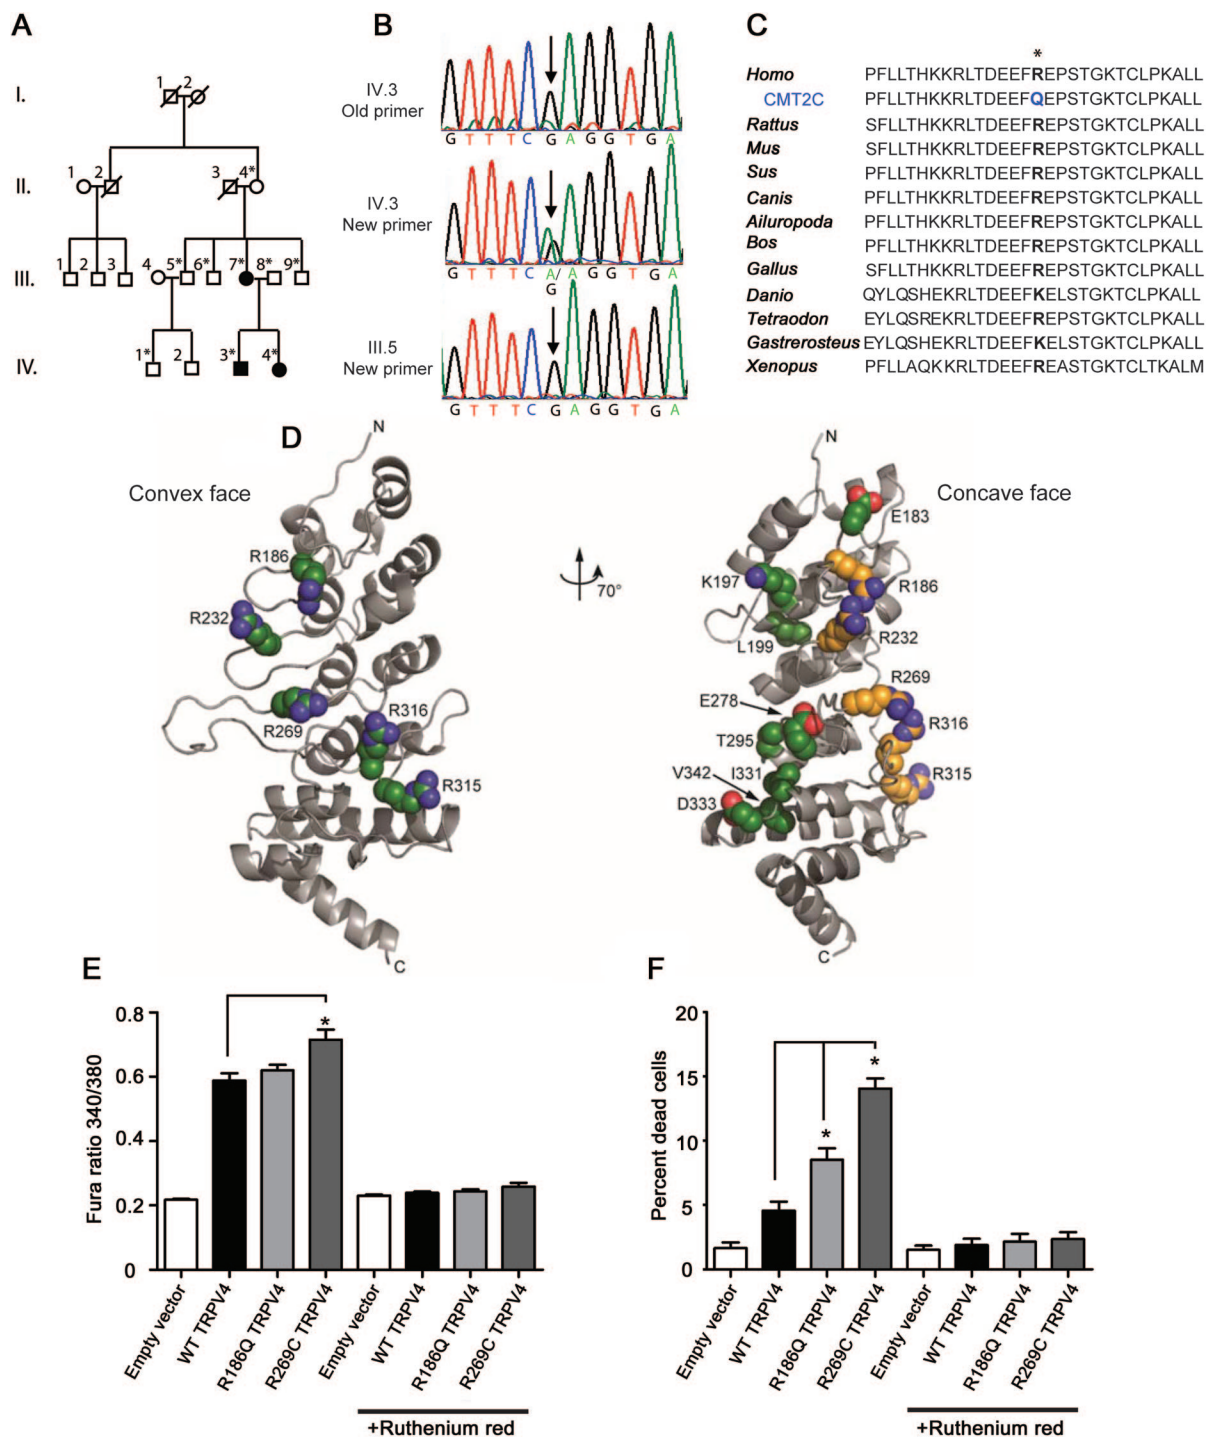 A
I.
1 2
II.
1 2 3 4*
III.
1 2 3 4 5* 6* 7* 8* 9*
IV.
1* 2 3* 4*
B
IV.3
Old primer
G T T T C G A G G T G A
IV.3
New primer
G T T T C A A G G T G A
G
III.5
New primer
G T T T C G A G G T G A
C
*
Homo PFLLTHKKRLTDEEFREPSTGKTCLPKALL
CMT2C PFLLTHKKRLTDEEFQEPSTGKTCLPKALL
Rattus SFLLTHKKRLTDEEFREPSTGKTCLPKALL
Mus SFLLTHKKRLTDEEFREPSTGKTCLPKALL
Sus PFLLTHKKRLTDEEFREPSTGKTCLPKALL
Canis PFLLTHKKRLTDEEFREPSTGKTCLPKALL
Ailuropoda PFLLTHKKRLTDEEFREPSTGKTCLPKALL
Bos PFLLTHKKRLTDEEFREPSTGKTCLPKALL
Gallus SFLLTHKKRLTDEEFREPSTGKTCLPKALL
Danio QYLQSHEKRLTDEEFKELSTGKTCLPKALL
Tetraodon EYLQSREKRLTDEEFREPSTGKTCLPKALL
Gastrerosteus EYLQSHEKRLTDEEFKELSTGKTCLPKALL
Xenopus PFLLAQKKRLTDEEFREASTGKTCLTKALM
D
Convex face
N
R186
R232
R269
R316
R315
C
70°
Concave face
N
E183
K197
R186
L199
R232
R269
E278
R316
T295
V342
I331
R315
D333
C
E
Fura ratio 340/380
0.8
0.6
0.4
0.2
0
*
Empty vector
WT TRPV4
R186Q TRPV4
R269C TRPV4
Empty vector
WT TRPV4
R186Q TRPV4
R269C TRPV4
+Ruthenium red
F
Percent dead cells
20
15
10
5
0
*
*
Empty vector
WT TRPV4
R186Q TRPV4
R269C TRPV4
Empty vector
WT TRPV4
R186Q TRPV4
R269C TRPV4
+Ruthenium red